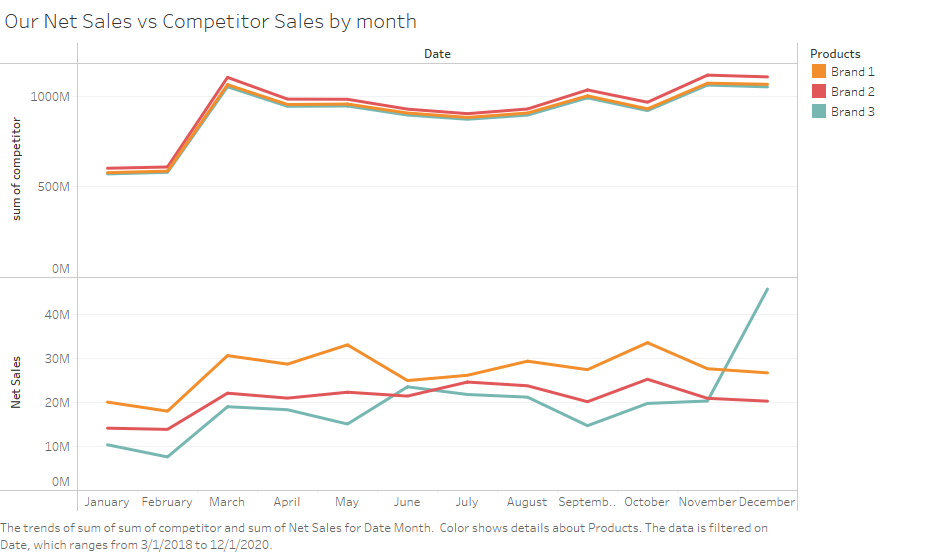 Our Net Sales vs Competitor Sales by month
Date
Products
Brand 1
Brand 2
Brand 3
sum of competitor
1000M
500M
0M
Net Sales
40M
30M
20M
10M
0M
January February March April May June July August Septemb.. October November December
The trends of sum of sum of competitor and sum of Net Sales for Date Month. Color shows details about Products. The data is filtered on
Date, which ranges from 3/1/2018 to 12/1/2020.